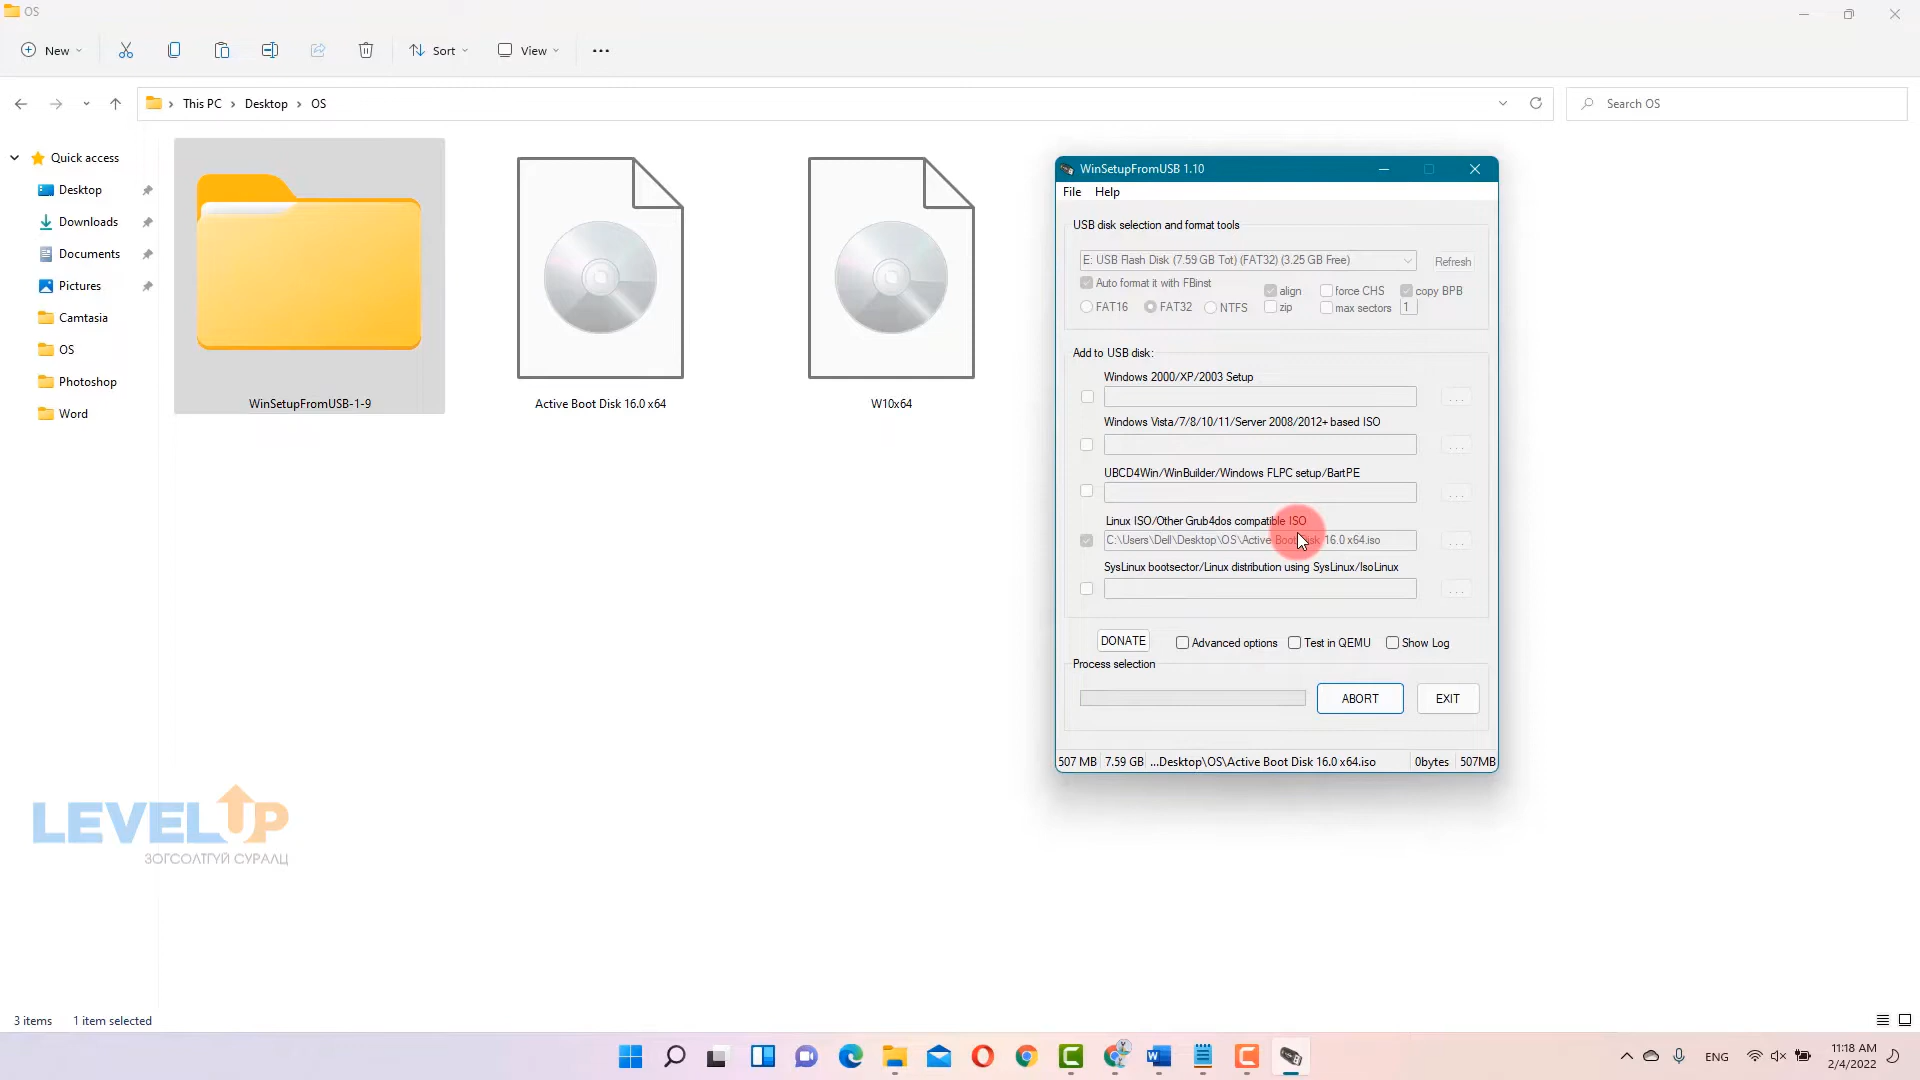 OS
New
Sort
View
This PC
Desktop
OS
Search OS
Quick access
Desktop
Downloads
Documents
Pictures
Camtasia
OS
Photoshop
Word
WinSetupFromUSB-1-9
Active Boot Disk 16.0 x64
W10x64
WinSetupFromUSB 1.10
File Help
USB disk selection and format tools
E: USB Flash Disk (7.59 GB Tot) (FAT32) (3.25 GB Free)
Refresh
Auto format it with FBinst
align
force CHS
copy BPB
FAT16
FAT32
NTFS
zip
max sectors
1
Add to USB disk:
Windows 2000/XP/2003 Setup
...
Windows Vista/7/8/10/11/Server 2008/2012+ based ISO
...
UBCD4Win/WinBuilder/Windows FLPC setup/BartPE
...
Linux ISO/Other Grub4dos compatible ISO
C:\Users\Dell\Desktop\OS\Active Boot Disk 16.0 x64.iso
...
SysLinux bootsector/Linux distribution using SysLinux/IsoLinux
...
DONATE
Advanced options
Test in QEMU
Show Log
Process selection
ABORT
EXIT
507 MB
7.59 GB
...Desktop\OS\Active Boot Disk 16.0 x64.iso
0bytes
507MB
LEVELUP
ЗОГСОЛТГҮЙ СУРАЛЦ
3 items
1 item selected
ENG
11:18 AM
2/4/2022